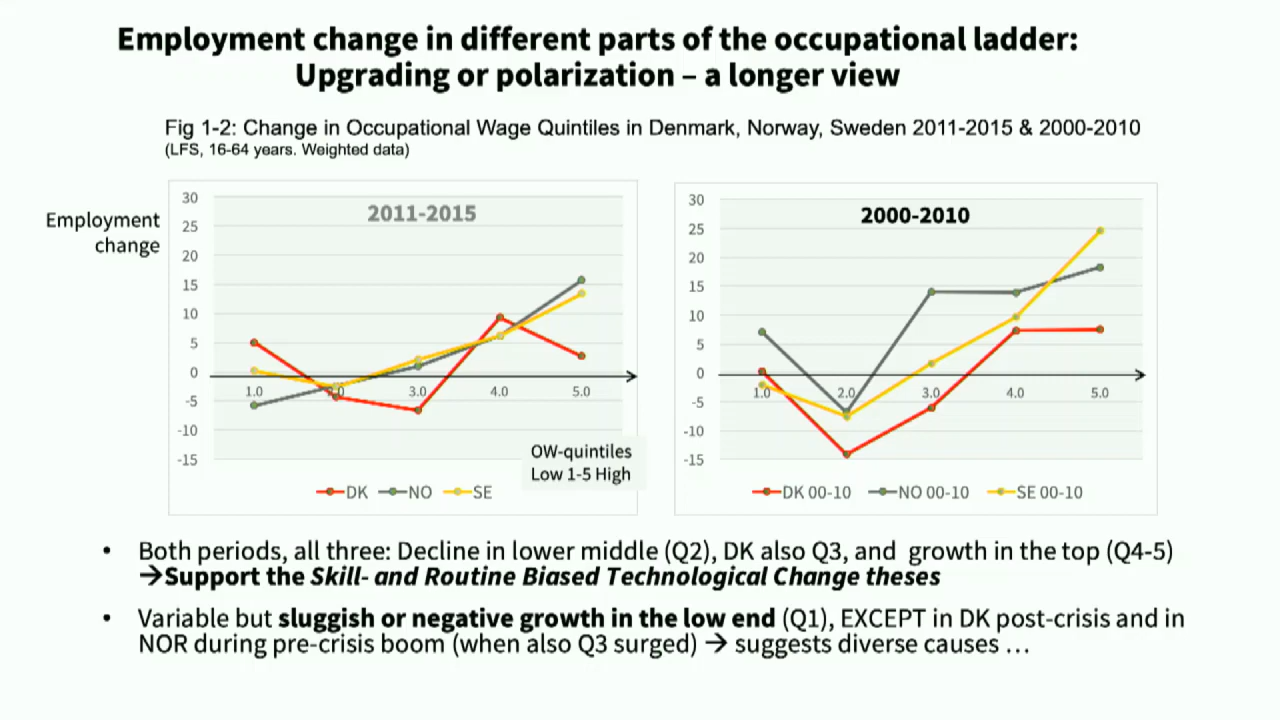 Employment change in different parts of the occupational ladder:
Upgrading or polarization – a longer view
Fig 1-2: Change in Occupational Wage Quintiles in Denmark, Norway, Sweden 2011-2015 & 2000-2010
(LFS, 16-64 years. Weighted data)
Employment
change
30
25
20
15
10
5
0
-5
-10
-15
2011-2015
1.0
2.0
3.0
4.0
5.0
OW-quintiles
Low 1-5 High
DK NO SE
30
25
20
15
10
5
0
-5
-10
-15
2000-2010
1.0
2.0
3.0
4.0
5.0
DK 00-10 NO 00-10 SE 00-10
• Both periods, all three: Decline in lower middle (Q2), DK also Q3, and growth in the top (Q4-5)
→Support the Skill- and Routine Biased Technological Change theses
• Variable but sluggish or negative growth in the low end (Q1), EXCEPT in DK post-crisis and in
NOR during pre-crisis boom (when also Q3 surged) → suggests diverse causes …